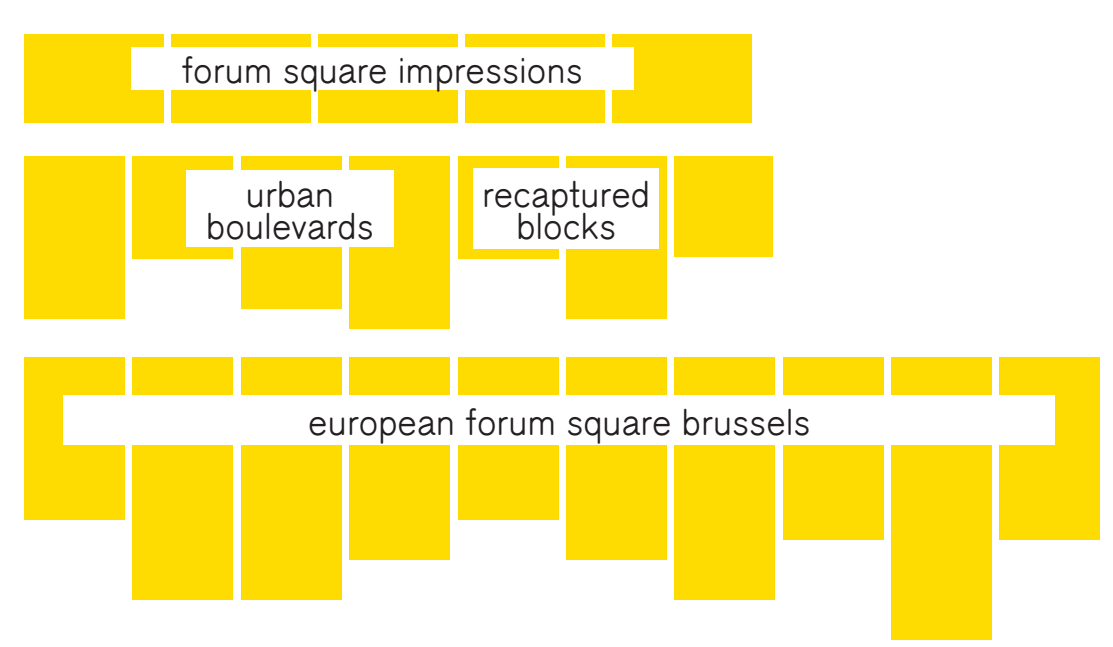 forum square impressions
urban
boulevards
recaptured
blocks
european forum square brussels